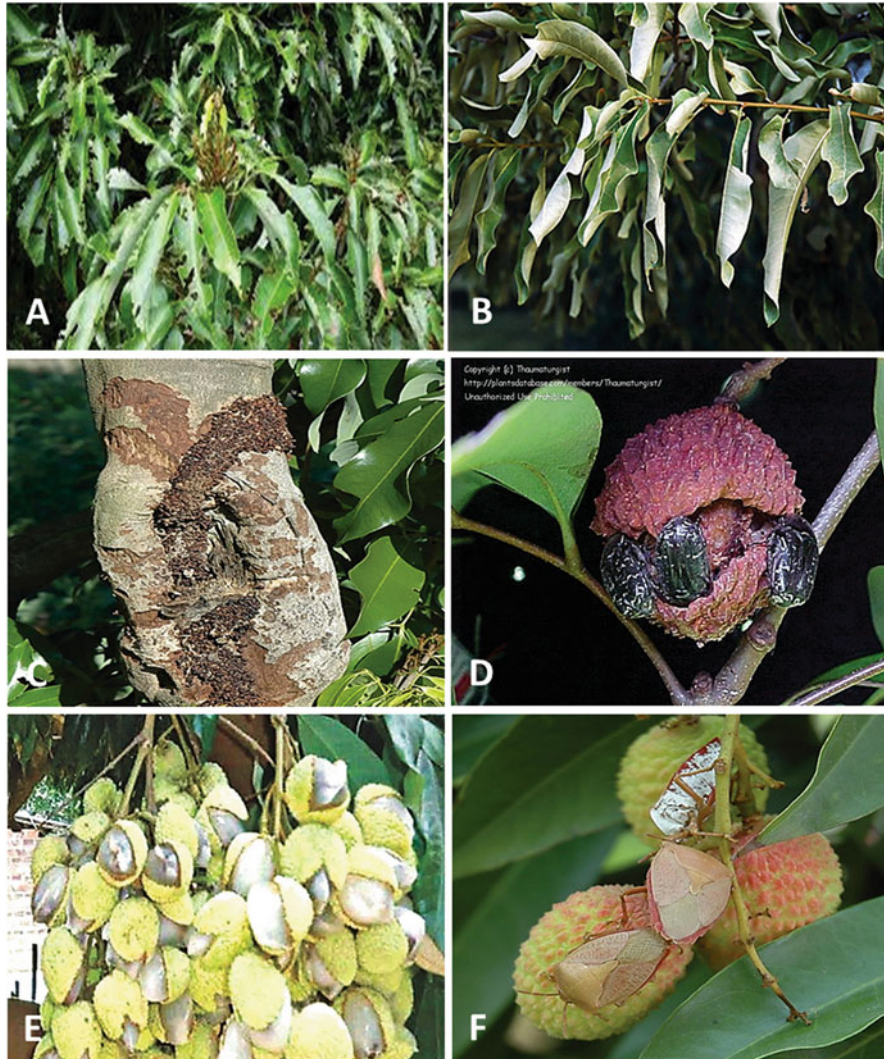 A
B
C
Copyright (c) Thaumaturgist
http://plantsdatabase.com/members/Thaumaturgist/
Unauthorized Use Prohibited
D
E
F